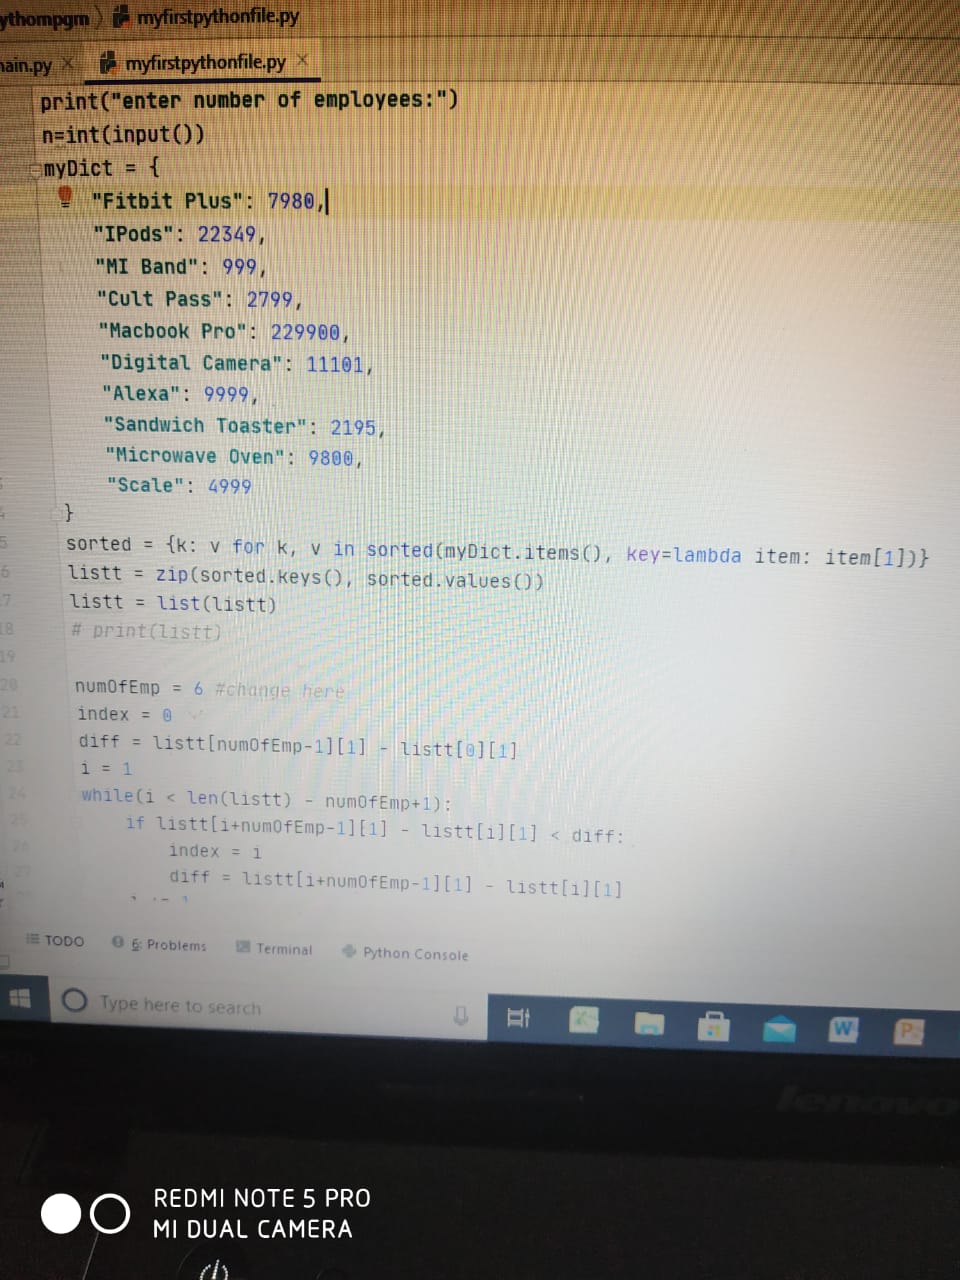 ythompgm > myfirstpythonfile.py
main.py × myfirstpythonfile.py ×
print("enter number of employees:")
n=int(input())
myDict = {
"Fitbit Plus": 7980,
"IPods": 22349,
"MI Band": 999,
"Cult Pass": 2799,
"Macbook Pro": 229900,
"Digital Camera": 11101,
"Alexa": 9999,
"Sandwich Toaster": 2195,
"Microwave Oven": 9800,
"Scale": 4999
}
5 sorted = {k: v for k, v in sorted(myDict.items(), key=lambda item: item[1])}
6 listt = zip(sorted.keys(), sorted.values())
7 listt = list(listt)
18 # print(listt)
19
20 numOfEmp = 6 #change here
21 index = 0
22 diff = listt[numOfEmp-1][1] - listt[0][1]
23 i = 1
24 while(i < len(listt) - numOfEmp+1):
25 if listt[i+numOfEmp-1][1] - listt[i][1] < diff:
26 index = i
27 diff = listt[i+numOfEmp-1][1] - listt[i][1]
TODO 6: Problems Terminal Python Console
Type here to search
W P
lenovo
REDMI NOTE 5 PRO
MI DUAL CAMERA